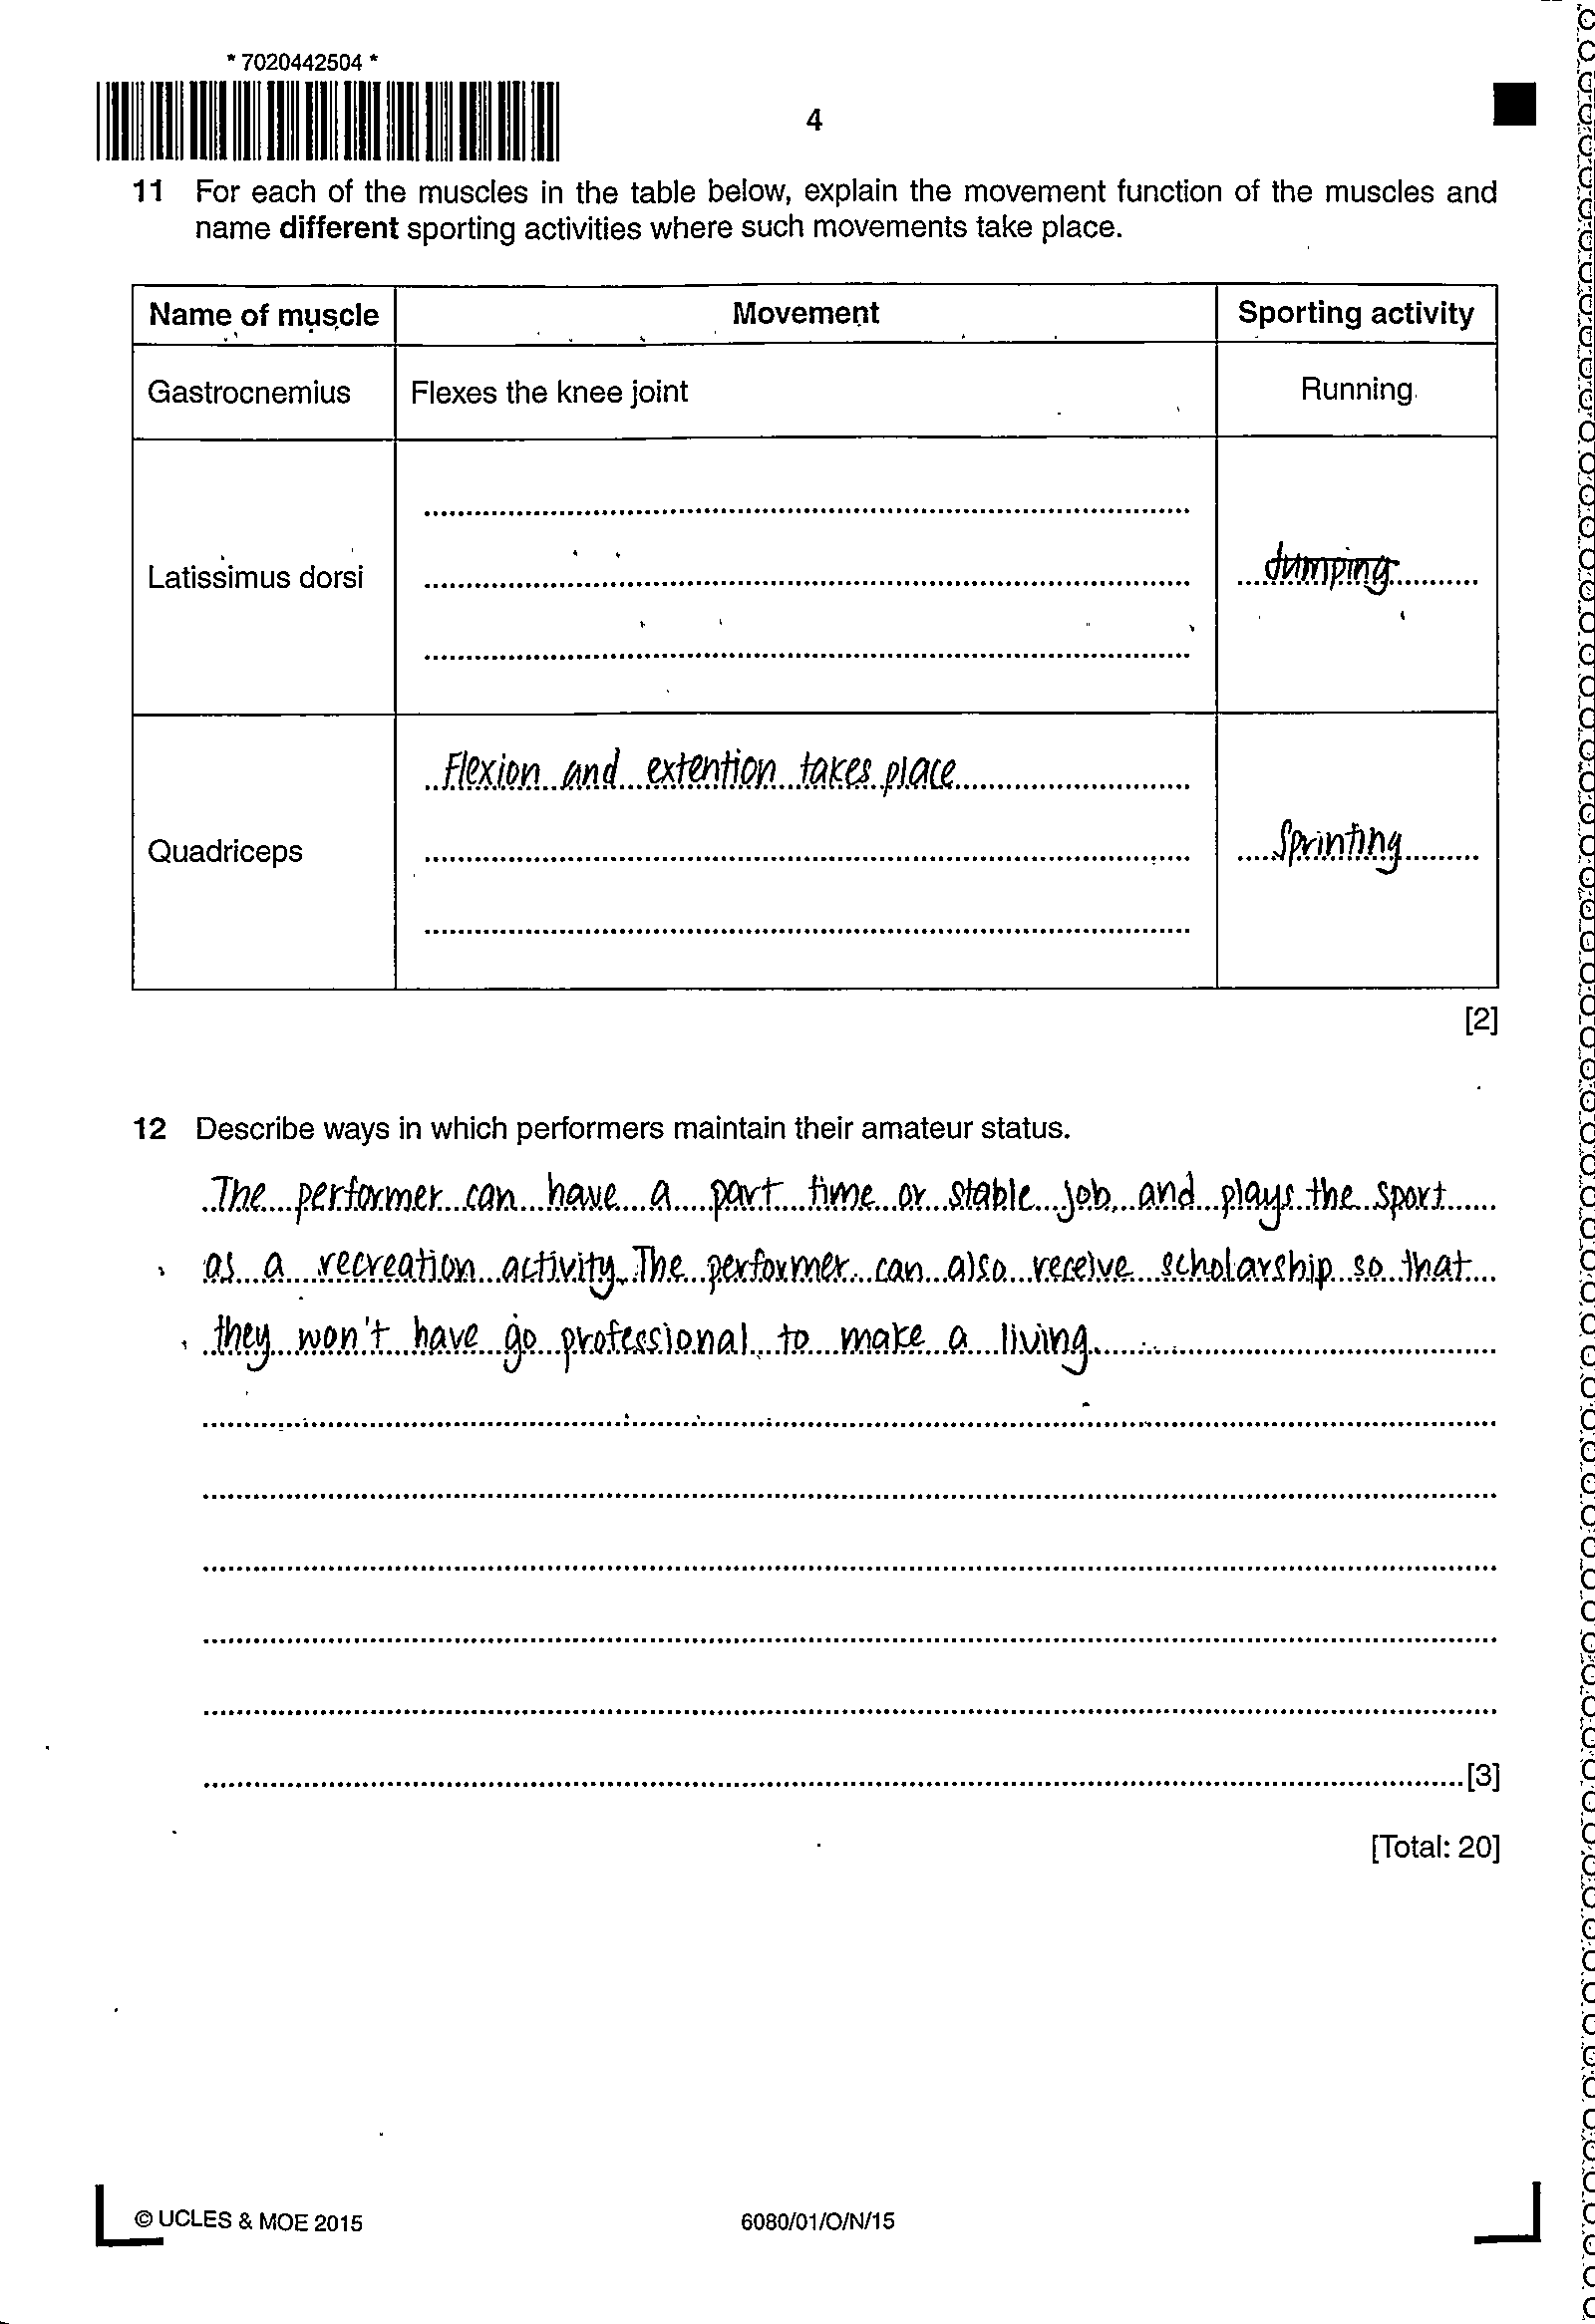 * 7020442504 *
4
11 For each of the muscles in the table below, explain the movement function of the muscles and
name different sporting activities where such movements take place.
Name of muscle Movement Sporting activity
Gastrocnemius Flexes the knee joint Running
Latissimus dorsi jumping
Flexion and extention takes place
Quadriceps Sprinting
[2]
12 Describe ways in which performers maintain their amateur status.
The performer can have a part time or stable job, and plays the sport
as a recreation activity. The performer can also receive scholarship so that
they won't have go professional to make a living.
[3]
[Total: 20]
© UCLES & MOE 2015 6080/01/O/N/15